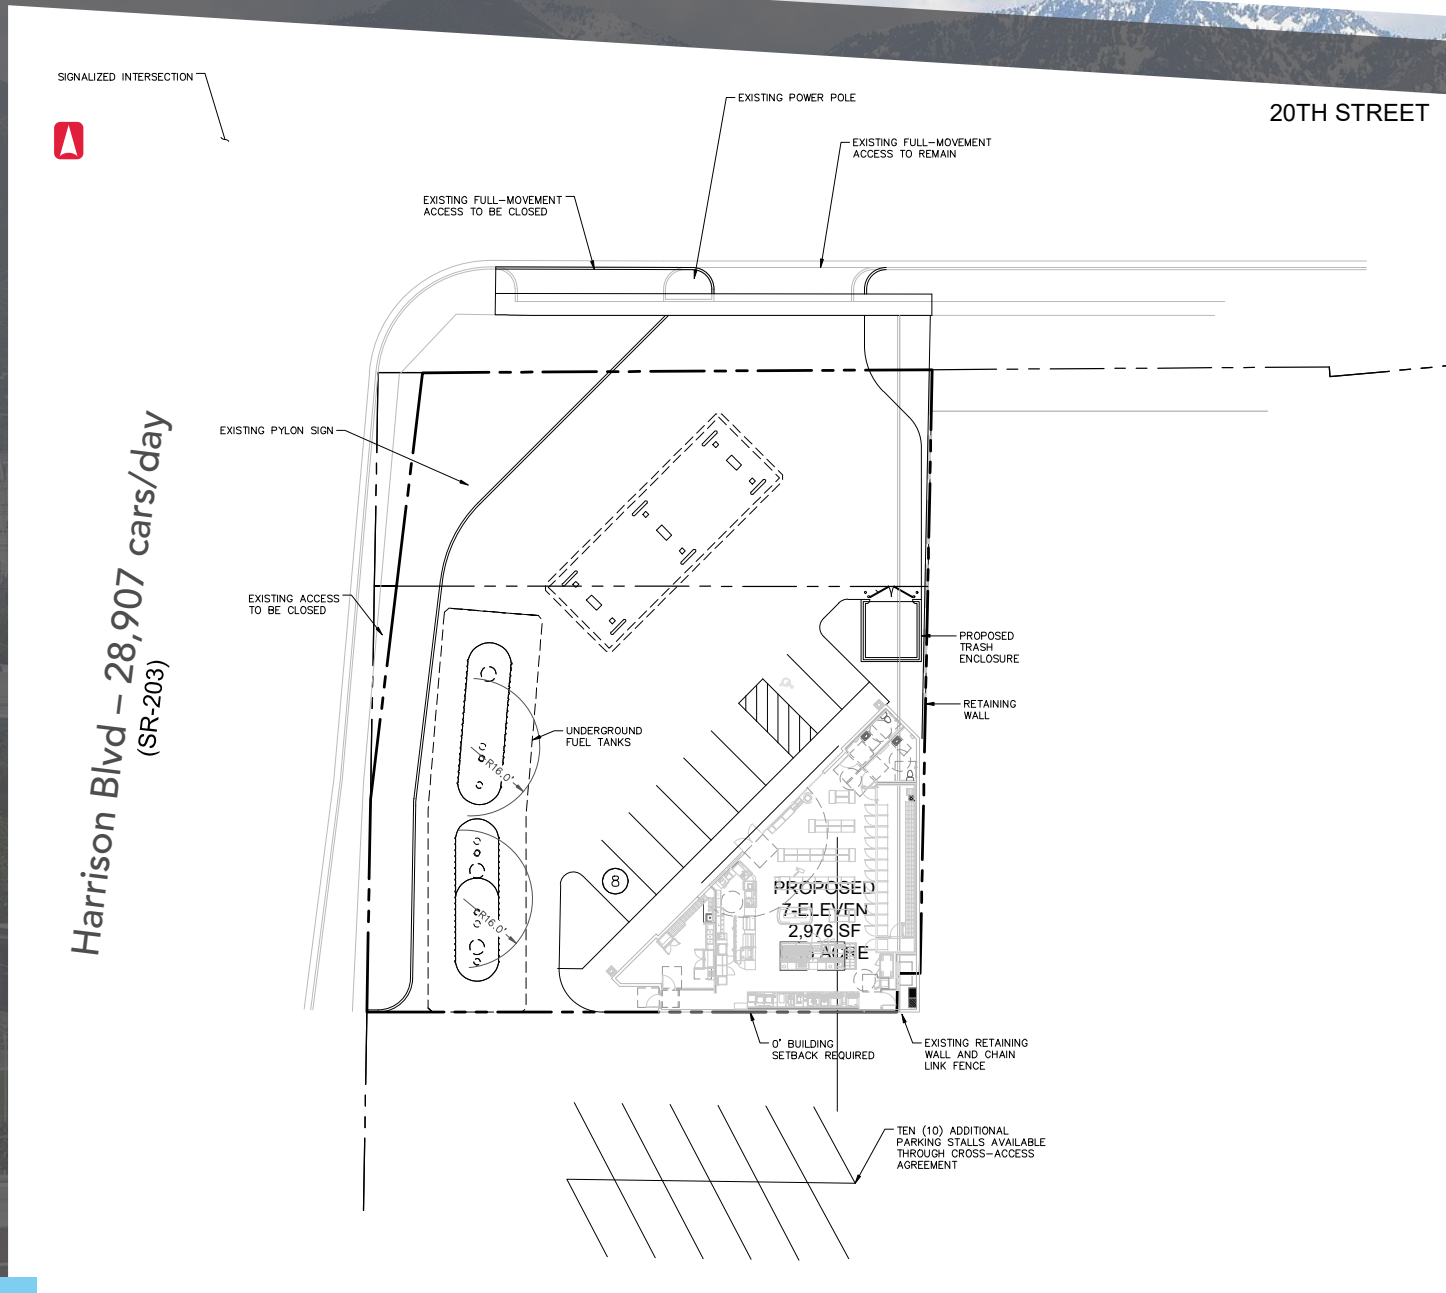 SIGNALIZED INTERSECTION
EXISTING POWER POLE
20TH STREET
EXISTING FULL-MOVEMENT
ACCESS TO REMAIN
EXISTING FULL-MOVEMENT
ACCESS TO BE CLOSED
EXISTING PYLON SIGN
Harrison Blvd – 28,907 cars/day
(SR-203)
EXISTING ACCESS
TO BE CLOSED
PROPOSED
TRASH
ENCLOSURE
RETAINING
WALL
UNDERGROUND
FUEL TANKS
R16.0'
8
PROPOSED
7-ELEVEN
2,976 SF
ACRE
R16.0'
0' BUILDING
SETBACK REQUIRED
EXISTING RETAINING
WALL AND CHAIN
LINK FENCE
TEN (10) ADDITIONAL
PARKING STALLS AVAILABLE
THROUGH CROSS-ACCESS
AGREEMENT